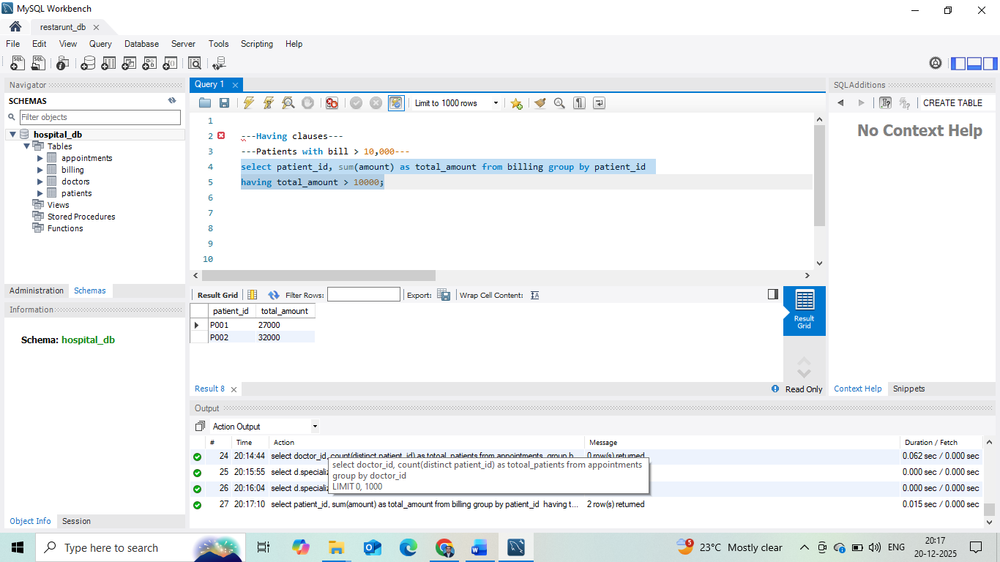 MySQL Workbench
restarunt_db
File Edit View Query Database Server Tools Scripting Help
Navigator
SCHEMAS
Filter objects
hospital_db
Tables
appointments
billing
doctors
patients
Views
Stored Procedures
Functions
Administration Schemas
Information
Schema: hospital_db
Object Info Session
Query 1
Limit to 1000 rows
1
2 ---Having clauses---
3 ---Patients with bill > 10,000---
4 select patient_id, sum(amount) as total_amount from billing group by patient_id
5 having total_amount > 10000;
6
7
8
9
10
Result Grid Filter Rows: Export: Wrap Cell Content:
patient_id total_amount
P001 27000
P002 32000
Result Grid
Result 8
Read Only
SQLAdditions
CREATE TABLE
No Context Help
Context Help Snippets
Output
Action Output
# Time Action Message Duration / Fetch
24 20:14:44 select doctor_id, count(distinct patient_id) as totoal_patients from appointments group b 0 row(s) returned 0.062 sec / 0.000 sec
25 20:15:55 select d.specializ 0.000 sec / 0.000 sec
26 20:16:04 select d.specializ 0.000 sec / 0.000 sec
27 20:17:10 select patient_id, sum(amount) as total_amount from billing group by patient_id having t... 2 row(s) returned 0.015 sec / 0.000 sec
select doctor_id, count(distinct patient_id) as totoal_patients from appointments
group by doctor_id
LIMIT 0, 1000
Type here to search
5
23°C Mostly clear
ENG
20:17
20-12-2025